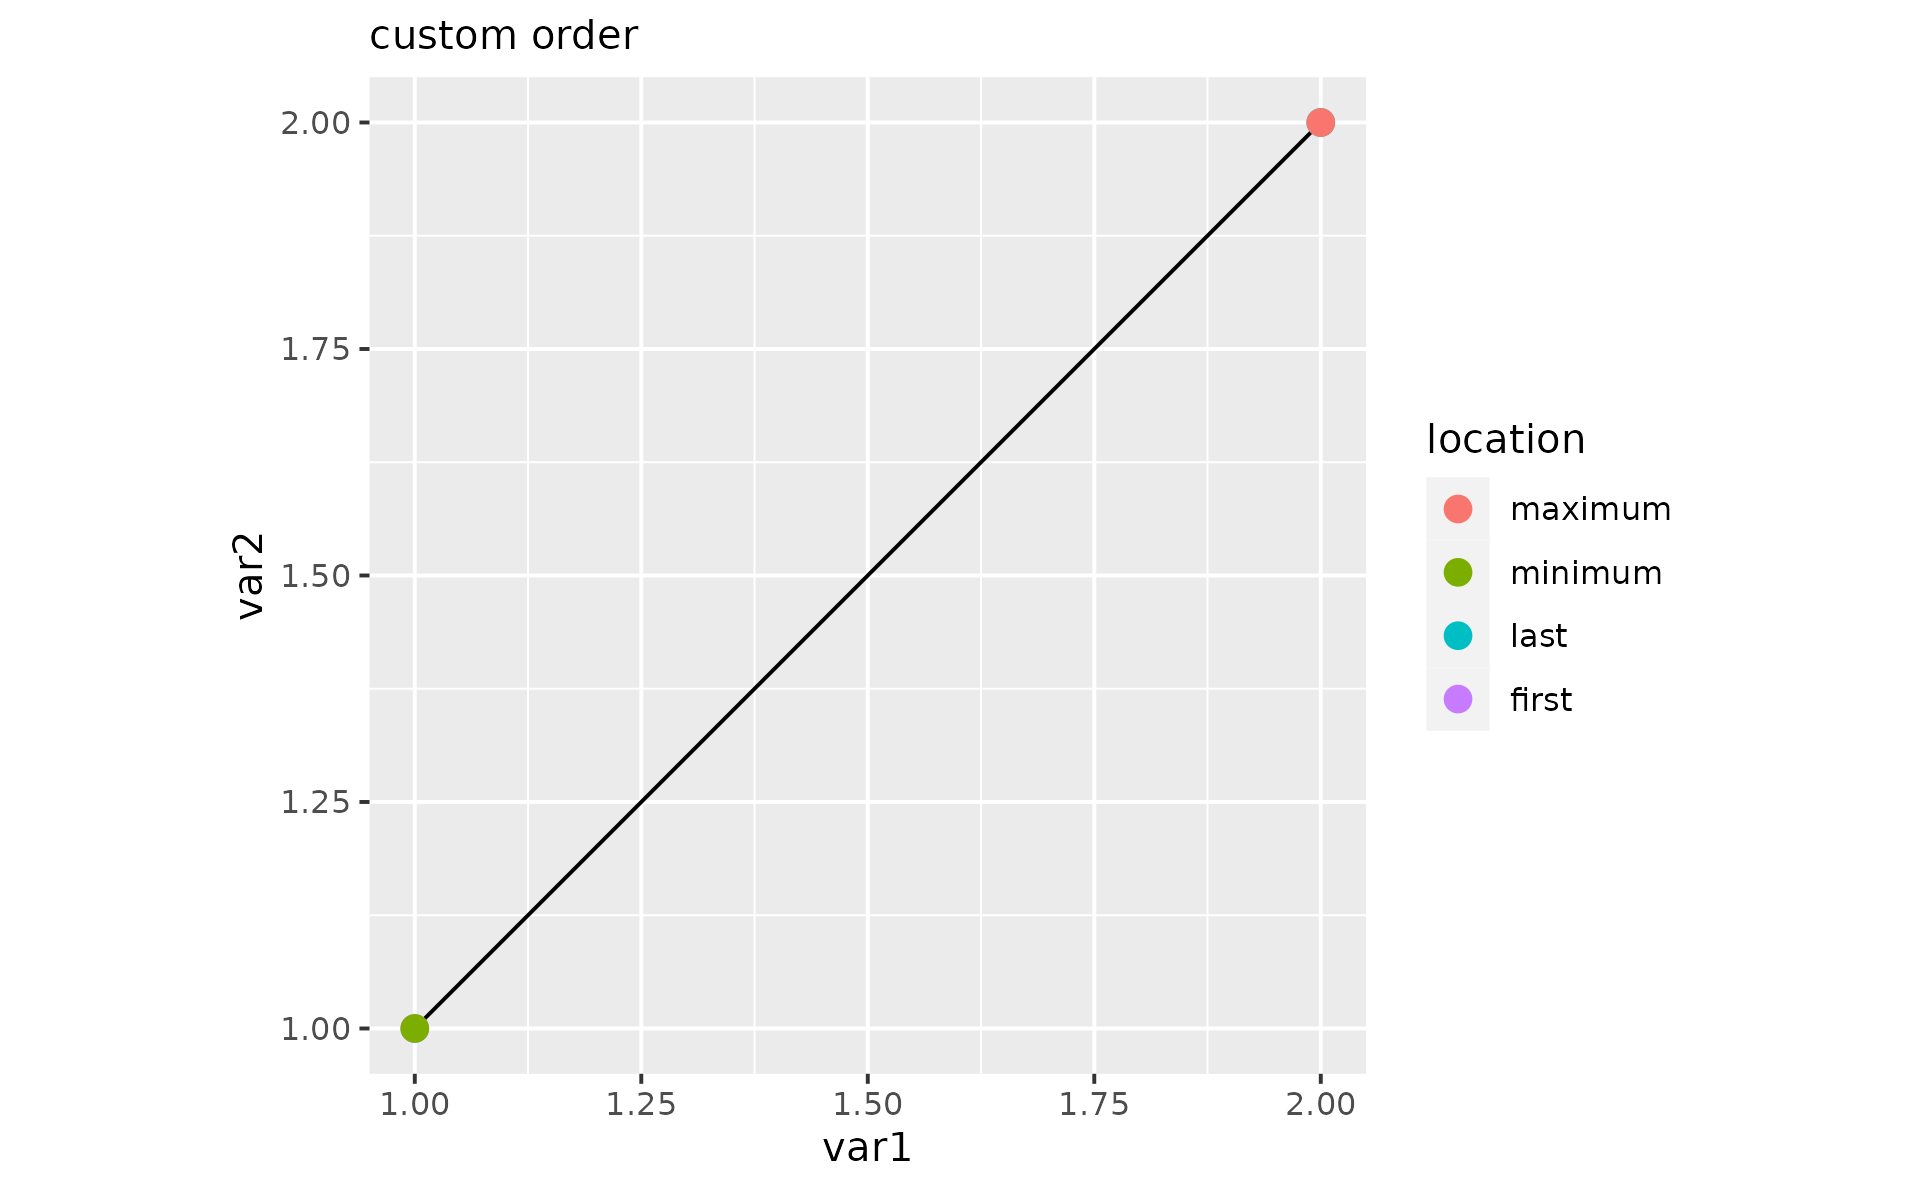 custom order
2.00
1.75
1.50
1.25
1.00
var2
1.00 1.25 1.50 1.75 2.00
var1
location
maximum
minimum
last
first